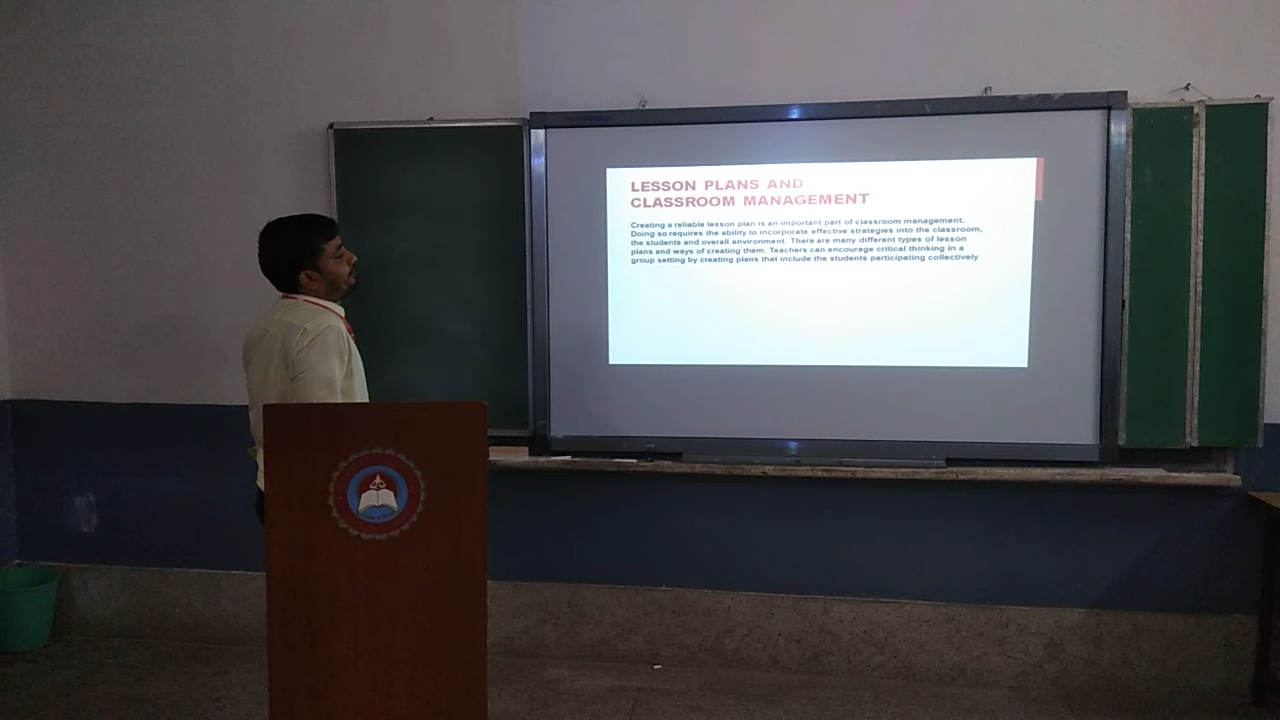 LESSON PLANS AND
CLASSROOM MANAGEMENT
Creating a reliable lesson plan is an important part of classroom management.
Doing so requires the ability to incorporate effective strategies into the classroom,
the students and overall environment. There are many different types of lesson
plans and ways of creating them. Teachers can encourage critical thinking in a
group setting by creating plans that include the students participating collectively